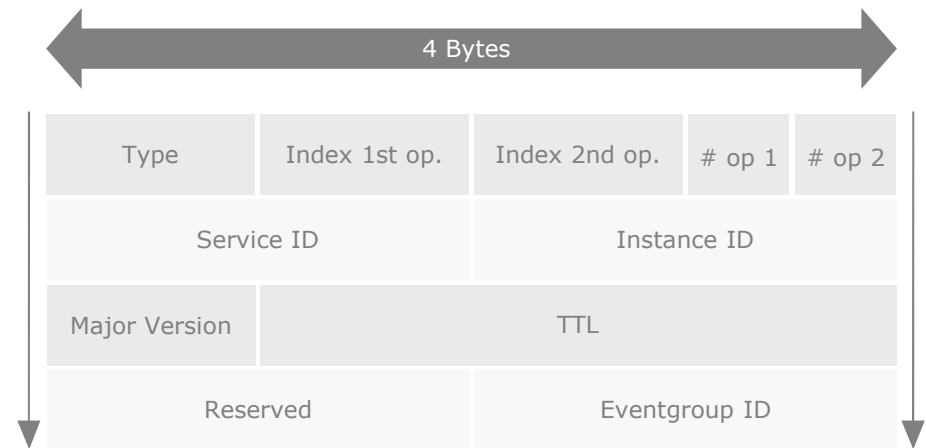 4 Bytes
Type Index 1st op. Index 2nd op. # op 1 # op 2
Service ID Instance ID
Major Version TTL
Reserved Eventgroup ID